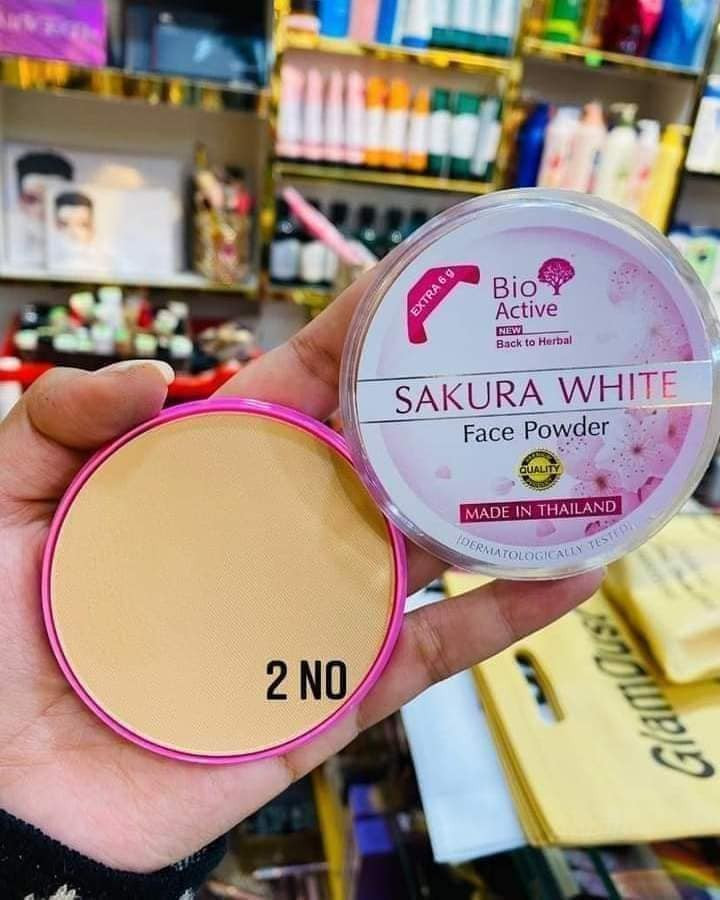 EXTRA 6 g
Bio
Active
NEW
Back to Herbal
SAKURA WHITE
Face Powder
QUALITY
MADE IN THAILAND
[DERMATOLOGICALLY TESTED]
2 NO